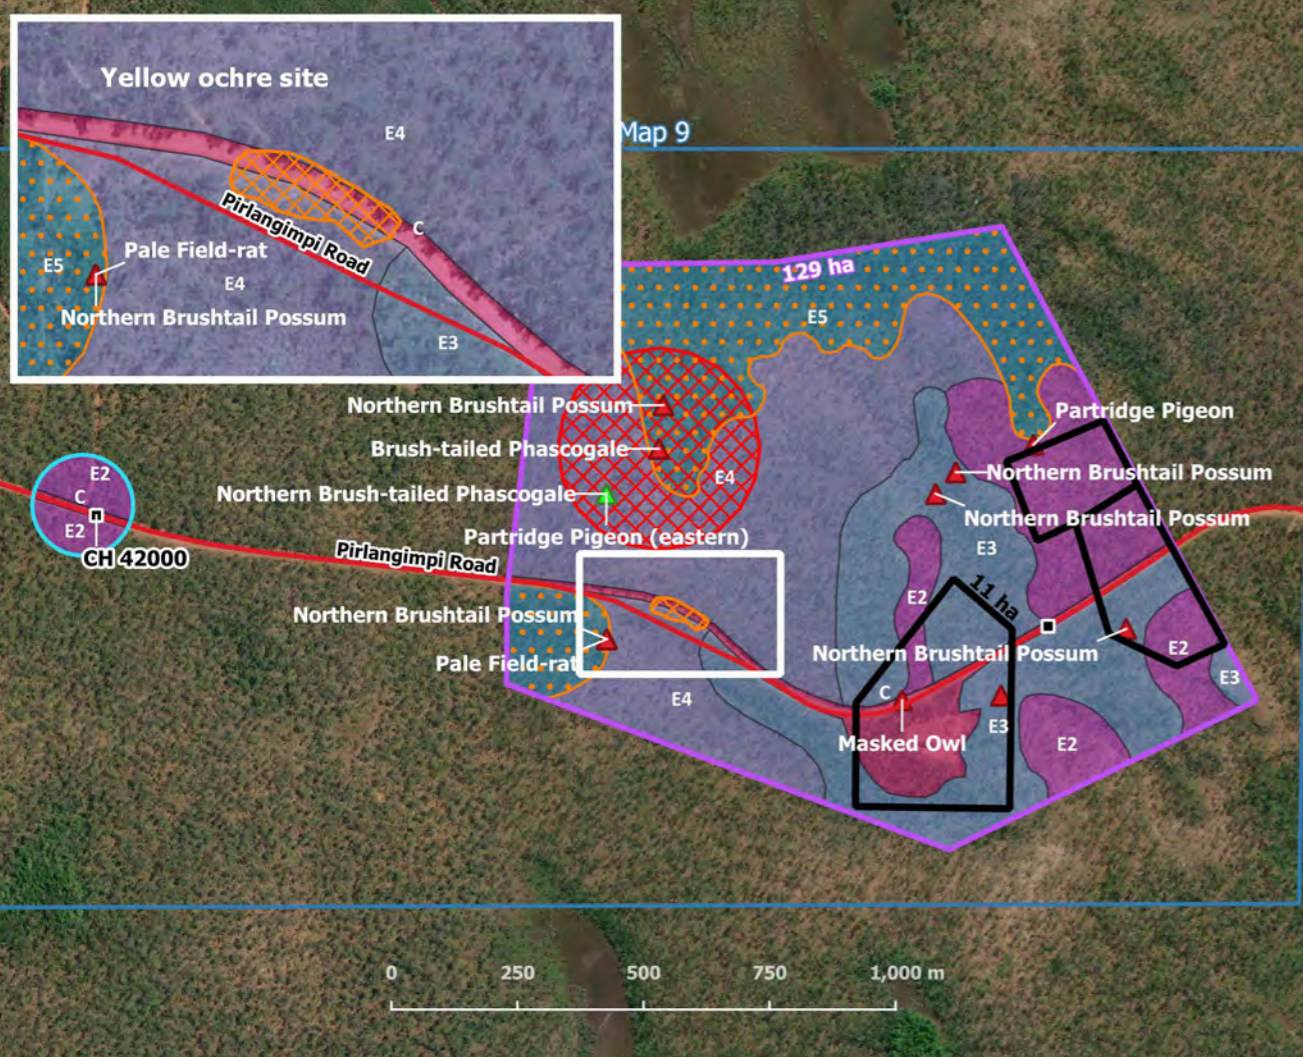 Yellow ochre site
E4
Map 9
Pirlangimpi Road
C
Pale Field-rat
E5
E4
Northern Brushtail Possum
E3
129 ha
E5
Northern Brushtail Possum
Partridge Pigeon
Brush-tailed Phascogale
E4
Northern Brushtail Possum
Northern Brush-tailed Phascogale
Northern Brushtail Possum
Partridge Pigeon (eastern)
E3
E2
C
E2
CH 42000
Pirlangimpi Road
11 ha
E2
Northern Brushtail Possum
Northern Brushtail Possum
E2
Pale Field-rat
E3
E4
C
E3
Masked Owl
E2
0 250 500 750 1,000 m